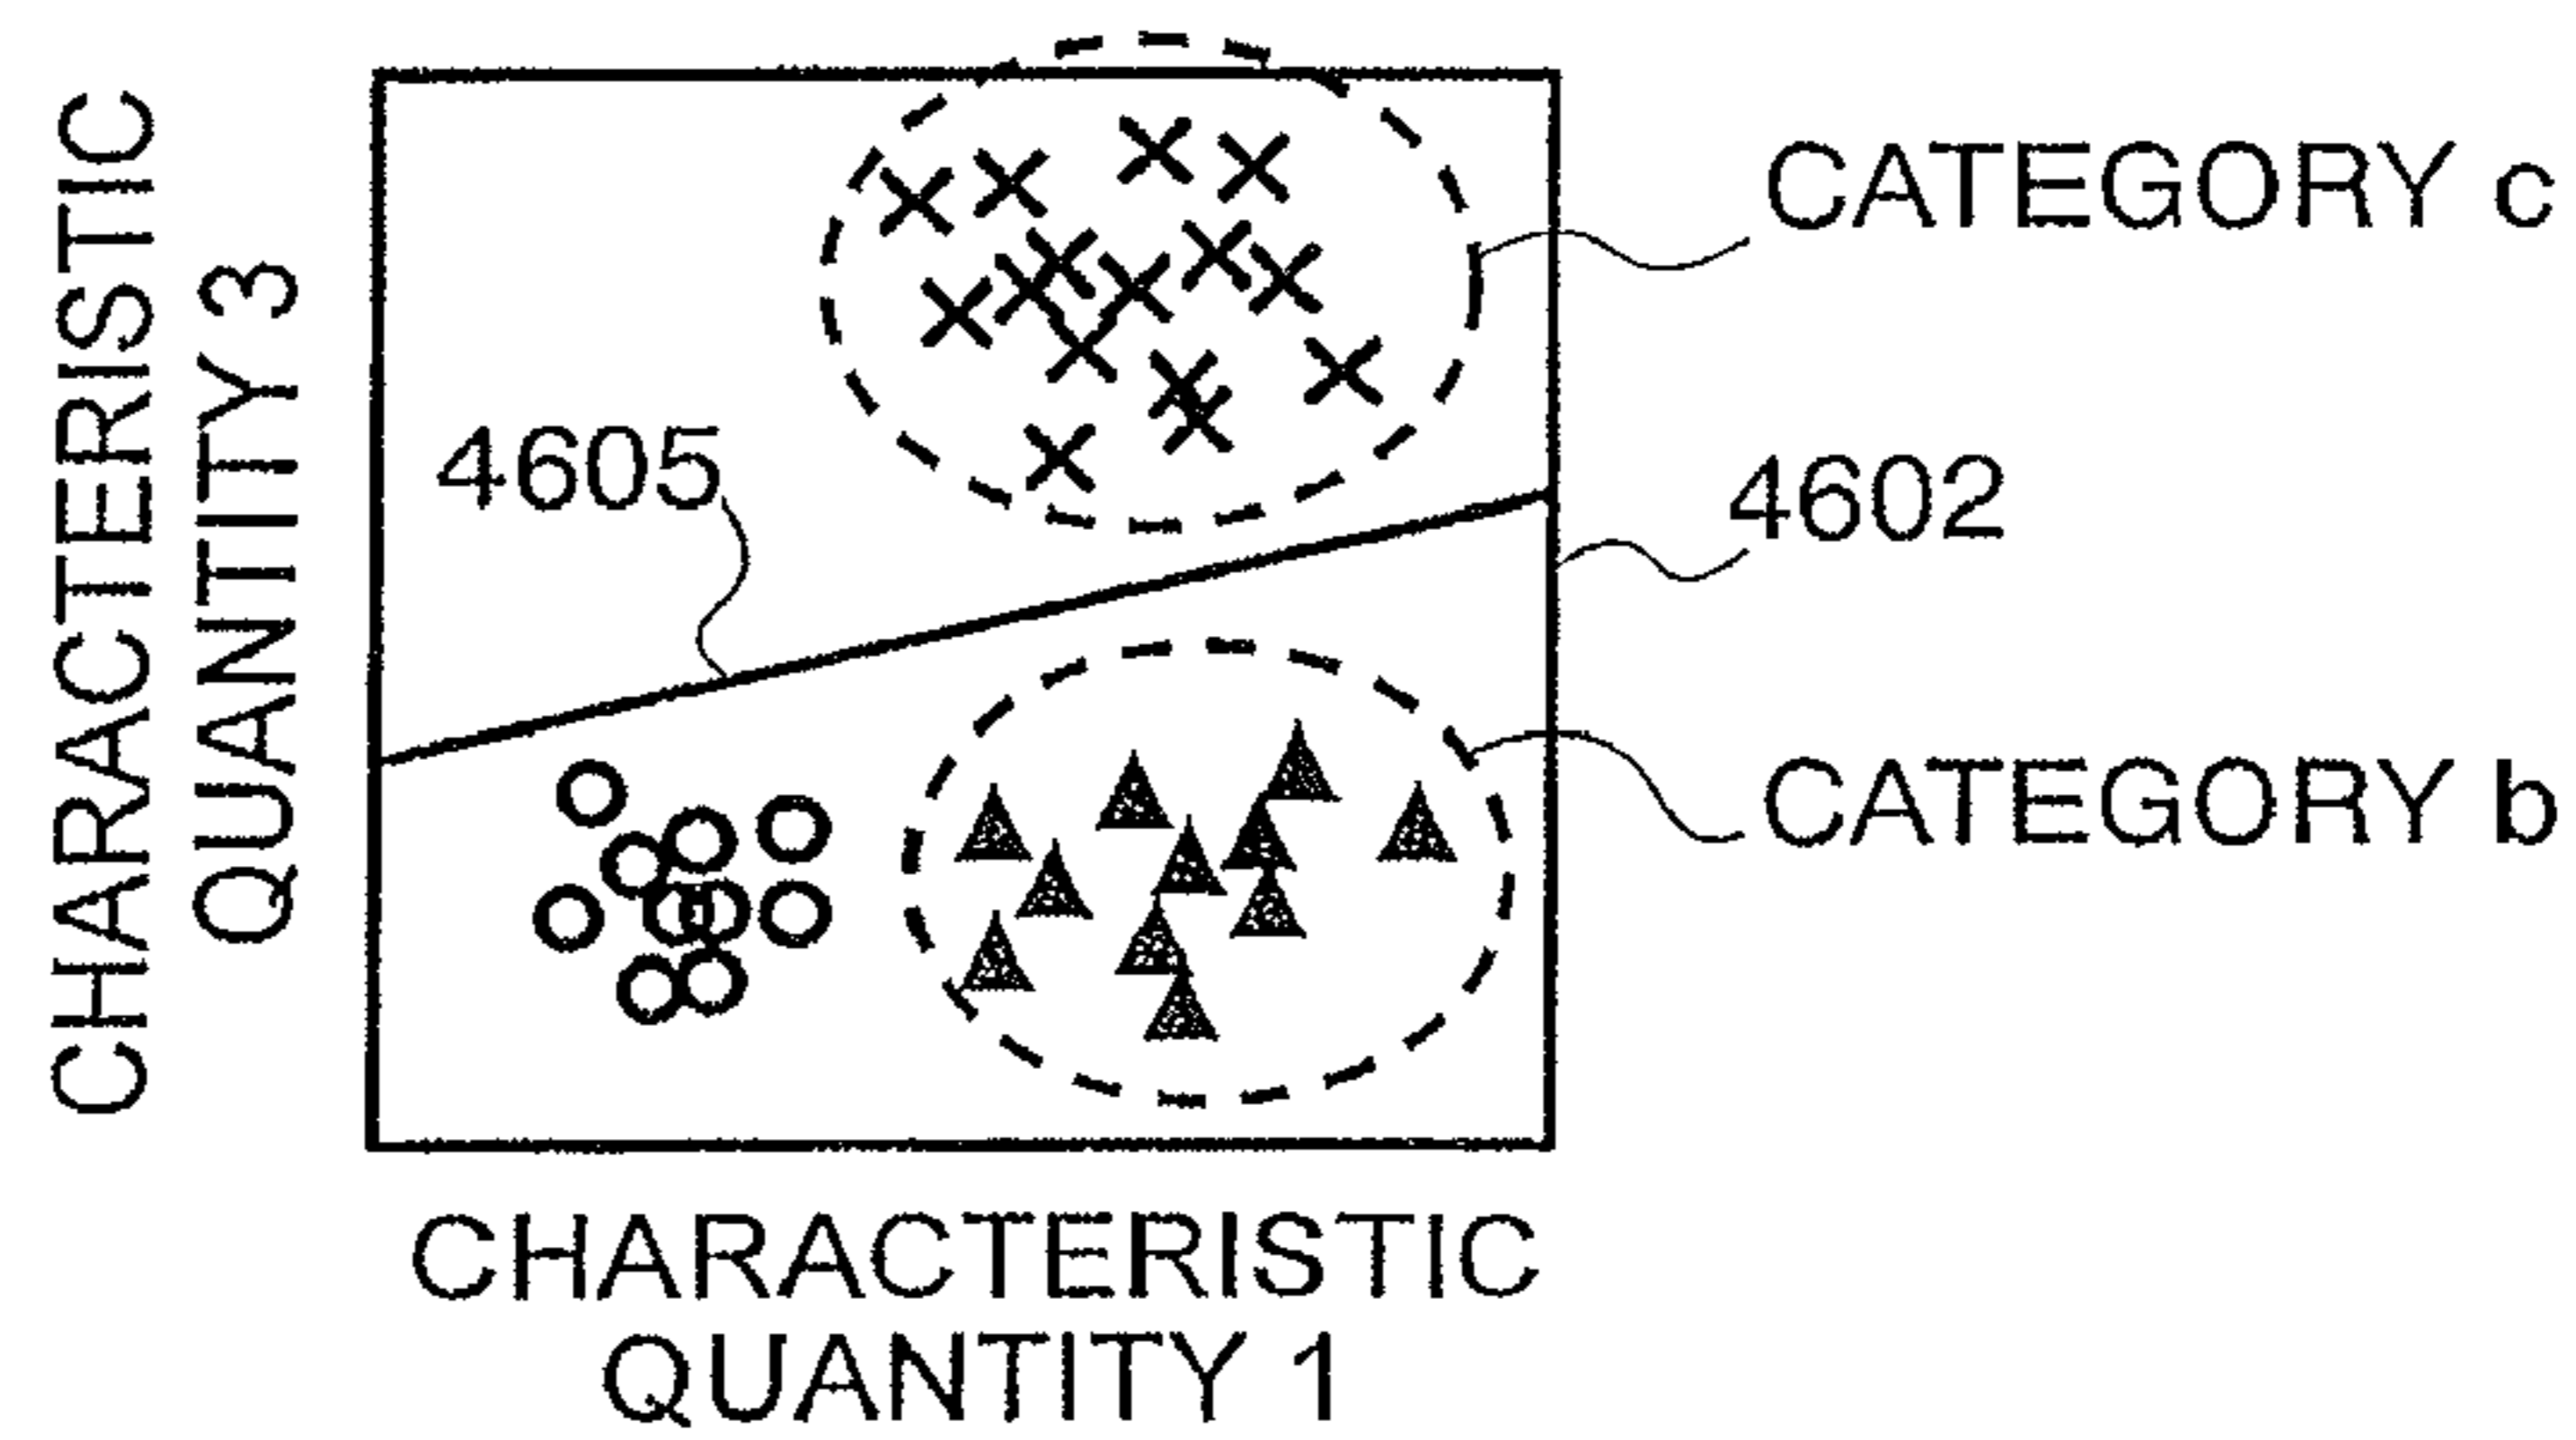 CHARACTERISTIC
QUANTITY 3
CATEGORY c
4605
4602
CATEGORY b
CHARACTERISTIC
QUANTITY 1